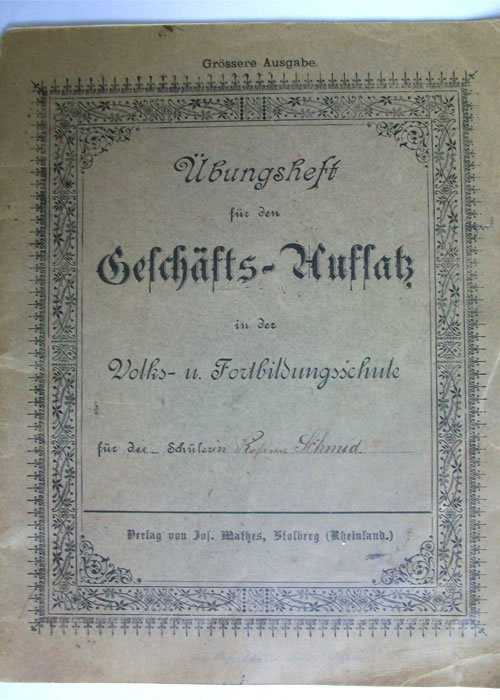 Grössere Ausgabe.
Übungsheft
für den
Geschäfts-Aufsatz
in der
Volks- u. Fortbildungsschule
für die Schülerin Schmid
Verlag von Jos. Mathes, Stolberg (Rheinland.)